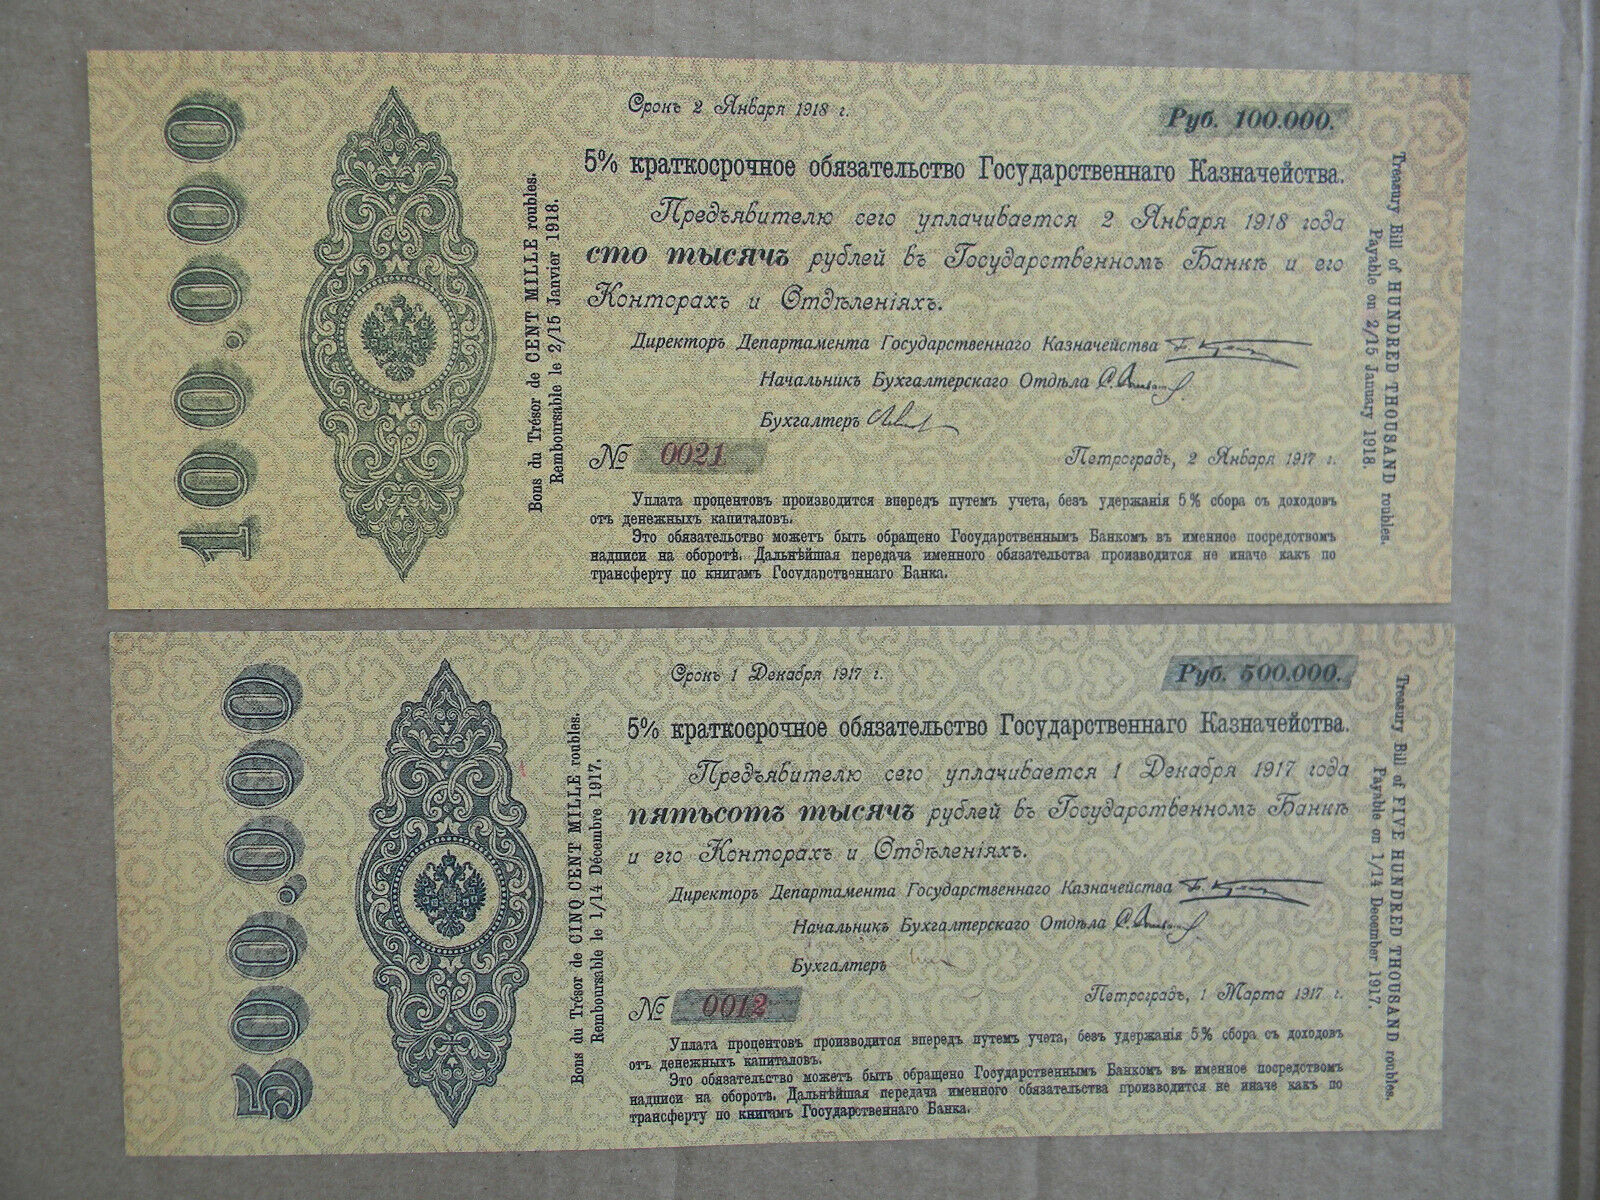 100.000
Bons du Trésor de CENT MILLE roubles.
Remboursable le 2/15 Janvier 1918.
Срокъ 2 Января 1918 г.
Руб. 100.000.
5% краткосрочное обязательство Государственнаго Казначейства.
Предъявителю сего уплачивается 2 Января 1918 года
сто тысячъ рублей въ Государственномъ Банкѣ и его
Конторахъ и Отдѣленіяхъ.
Директоръ Департамента Государственнаго Казначейства
Начальникъ Бухгалтерскаго Отдѣла
Бухгалтеръ
№ 0021
Петроградъ, 2 Января 1917 г.
Уплата процентовъ производится впередъ путемъ учета, безъ удержанія 5% сбора съ доходовъ
отъ денежныхъ капиталовъ.
Это обязательство можетъ быть обращено Государственнымъ Банкомъ въ именное посредствомъ
надписи на оборотѣ. Дальнѣйшая передача именного обязательства производится не иначе какъ по
трансферту по книгамъ Государственнаго Банка.
Treasury Bill of HUNDRED THOUSAND roubles.
Payable on 2/15 January 1918.
500.000
Bons du Trésor de CINQ CENT MILLE roubles.
Remboursable le 1/14 Décembre 1917.
Срокъ 1 Декабря 1917 г.
Руб. 500.000.
5% краткосрочное обязательство Государственнаго Казначейства.
Предъявителю сего уплачивается 1 Декабря 1917 года
пятьсотъ тысячъ рублей въ Государственномъ Банкѣ
и его Конторахъ и Отдѣленіяхъ.
Директоръ Департамента Государственнаго Казначейства
Начальникъ Бухгалтерскаго Отдѣла
Бухгалтеръ
№ 0012
Петроградъ, 1 Марта 1917 г.
Уплата процентовъ производится впередъ путемъ учета, безъ удержанія 5% сбора съ доходовъ
отъ денежныхъ капиталовъ.
Это обязательство можетъ быть обращено Государственнымъ Банкомъ въ именное посредствомъ
надписи на оборотѣ. Дальнѣйшая передача именного обязательства производится не иначе какъ по
трансферту по книгамъ Государственнаго Банка.
Treasury Bill of FIVE HUNDRED THOUSAND roubles.
Payable on 1/14 December 1917.